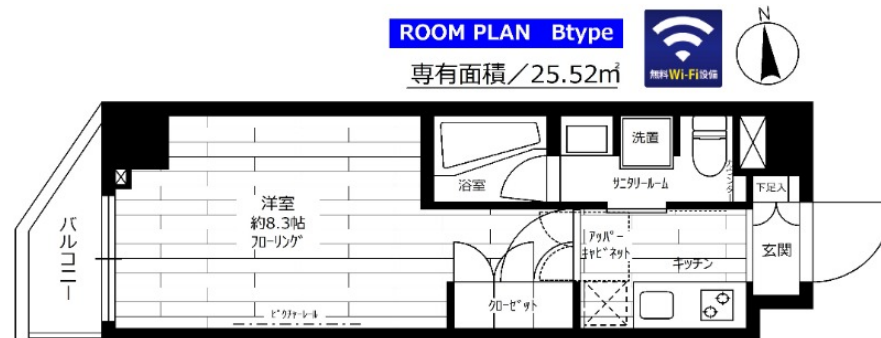 ROOM PLAN Btype
N
専有面積／25.52㎡
無料Wi-Fi設備
洗置
浴室
サニタリールーム
下足入
洋室
約8.3帖
フローリング
バルコニー
アッパー
キャビネット
キッチン
玄関
クローゼット
ピクチャーレール